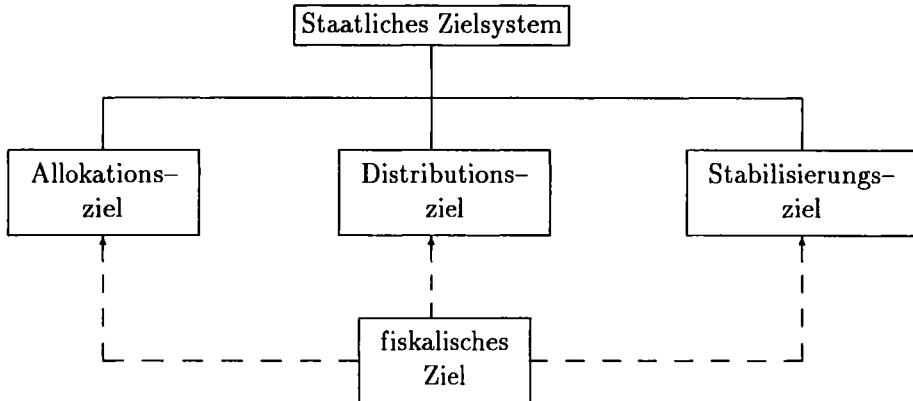 Staatliches Zielsystem
Allokations–
ziel
Distributions–
ziel
Stabilisierungs-
ziel
fiskalisches
Ziel